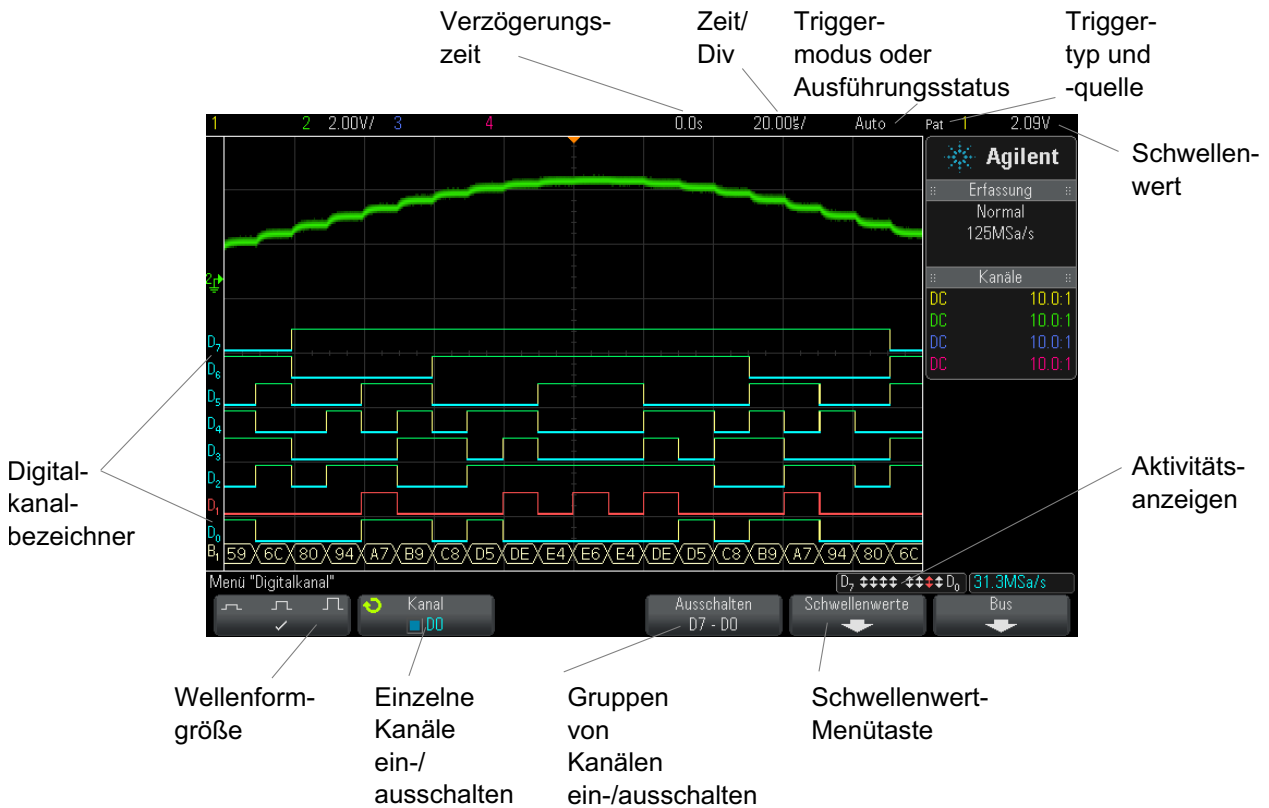 Verzögerungs-
zeit
Zeit/
Div
Trigger-
modus oder
Ausführungsstatus
Trigger-
typ und
-quelle
1 2 2.00V/ 3 4 0.0s 20.00µs/ Auto Pat 1 2.09V
Schwellen-
wert
Agilent
Erfassung
Normal
125MSa/s
Kanäle
DC 10.0:1
DC 10.0:1
DC 10.0:1
DC 10.0:1
2
D7
D6
D5
D4
D3
D2
D1
D0
B1 59 6C 80 94 A7 B9 C8 D5 DE E4 E6 E4 DE D5 C8 B9 A7 94 80 6C
Digital-
kanal-
bezeichner
Aktivitäts-
anzeigen
Menü "Digitalkanal"
D7 D0 31.3MSa/s
Kanal
D0
Ausschalten
D7 - D0
Schwellenwerte
Bus
Wellenform-
größe
Einzelne
Kanäle
ein-/
ausschalten
Gruppen
von
Kanälen
ein-/ausschalten
Schwellenwert-
Menütaste